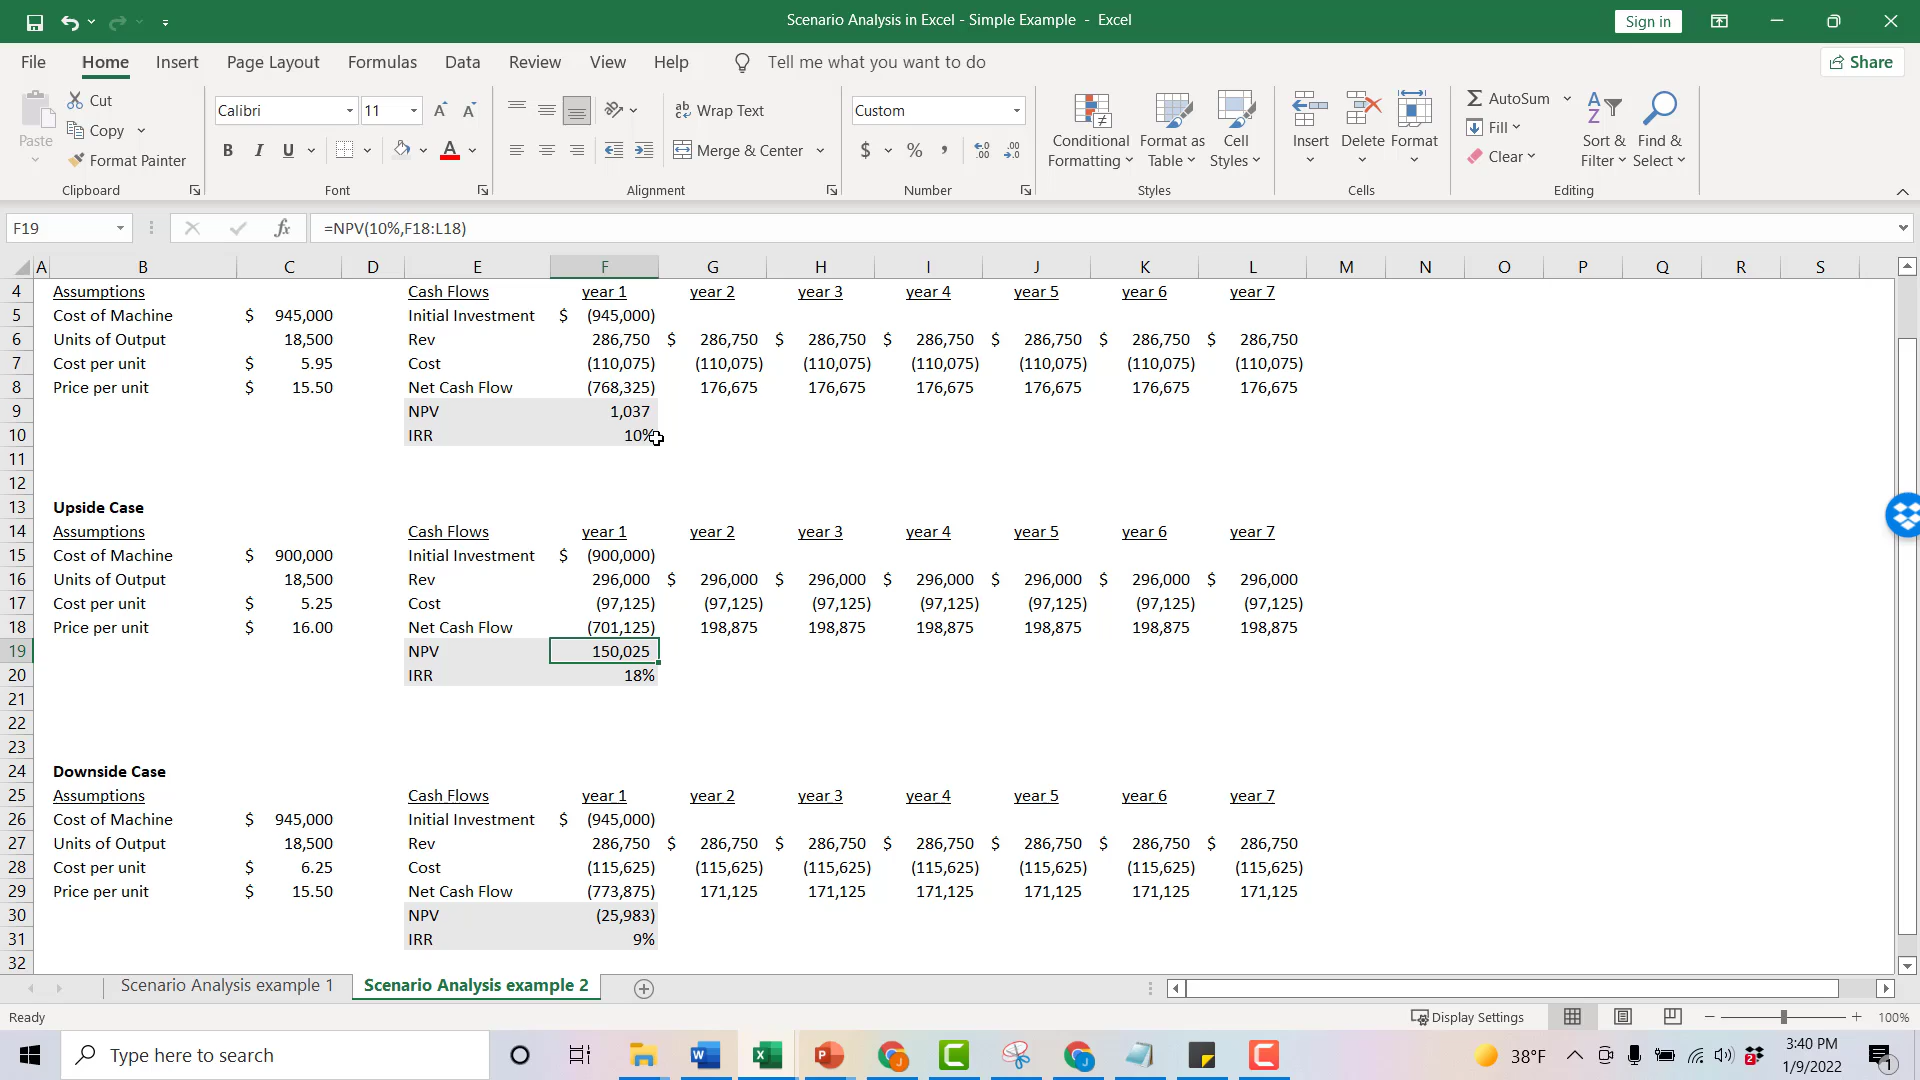 Scenario Analysis in Excel - Simple Example - Excel
Sign in
File Home Insert Page Layout Formulas Data Review View Help Tell me what you want to do Share
Paste Cut Copy Format Painter Clipboard
Calibri 11 B I U A Font
Wrap Text Merge & Center Alignment
Custom $ % , Number
Conditional Formatting Format as Table Cell Styles Styles
Insert Delete Format Cells
AutoSum Fill Clear Sort & Filter Find & Select Editing
F19 fx =NPV(10%,F18:L18)
A B C D E F G H I J K L M N O P Q R S
4 Assumptions Cash Flows year 1 year 2 year 3 year 4 year 5 year 6 year 7
5 Cost of Machine $ 945,000 Initial Investment $ (945,000)
6 Units of Output 18,500 Rev 286,750 $ 286,750 $ 286,750 $ 286,750 $ 286,750 $ 286,750 $ 286,750
7 Cost per unit $ 5.95 Cost (110,075) (110,075) (110,075) (110,075) (110,075) (110,075) (110,075)
8 Price per unit $ 15.50 Net Cash Flow (768,325) 176,675 176,675 176,675 176,675 176,675 176,675
9 NPV 1,037
10 IRR 10%
11
12
13 Upside Case
14 Assumptions Cash Flows year 1 year 2 year 3 year 4 year 5 year 6 year 7
15 Cost of Machine $ 900,000 Initial Investment $ (900,000)
16 Units of Output 18,500 Rev 296,000 $ 296,000 $ 296,000 $ 296,000 $ 296,000 $ 296,000 $ 296,000
17 Cost per unit $ 5.25 Cost (97,125) (97,125) (97,125) (97,125) (97,125) (97,125) (97,125)
18 Price per unit $ 16.00 Net Cash Flow (701,125) 198,875 198,875 198,875 198,875 198,875 198,875
19 NPV 150,025
20 IRR 18%
21
22
23
24 Downside Case
25 Assumptions Cash Flows year 1 year 2 year 3 year 4 year 5 year 6 year 7
26 Cost of Machine $ 945,000 Initial Investment $ (945,000)
27 Units of Output 18,500 Rev 286,750 $ 286,750 $ 286,750 $ 286,750 $ 286,750 $ 286,750 $ 286,750
28 Cost per unit $ 6.25 Cost (115,625) (115,625) (115,625) (115,625) (115,625) (115,625) (115,625)
29 Price per unit $ 15.50 Net Cash Flow (773,875) 171,125 171,125 171,125 171,125 171,125 171,125
30 NPV (25,983)
31 IRR 9%
32
Scenario Analysis example 1 Scenario Analysis example 2
Ready Display Settings 100%
Type here to search 38°F 3:40 PM
1/9/2022